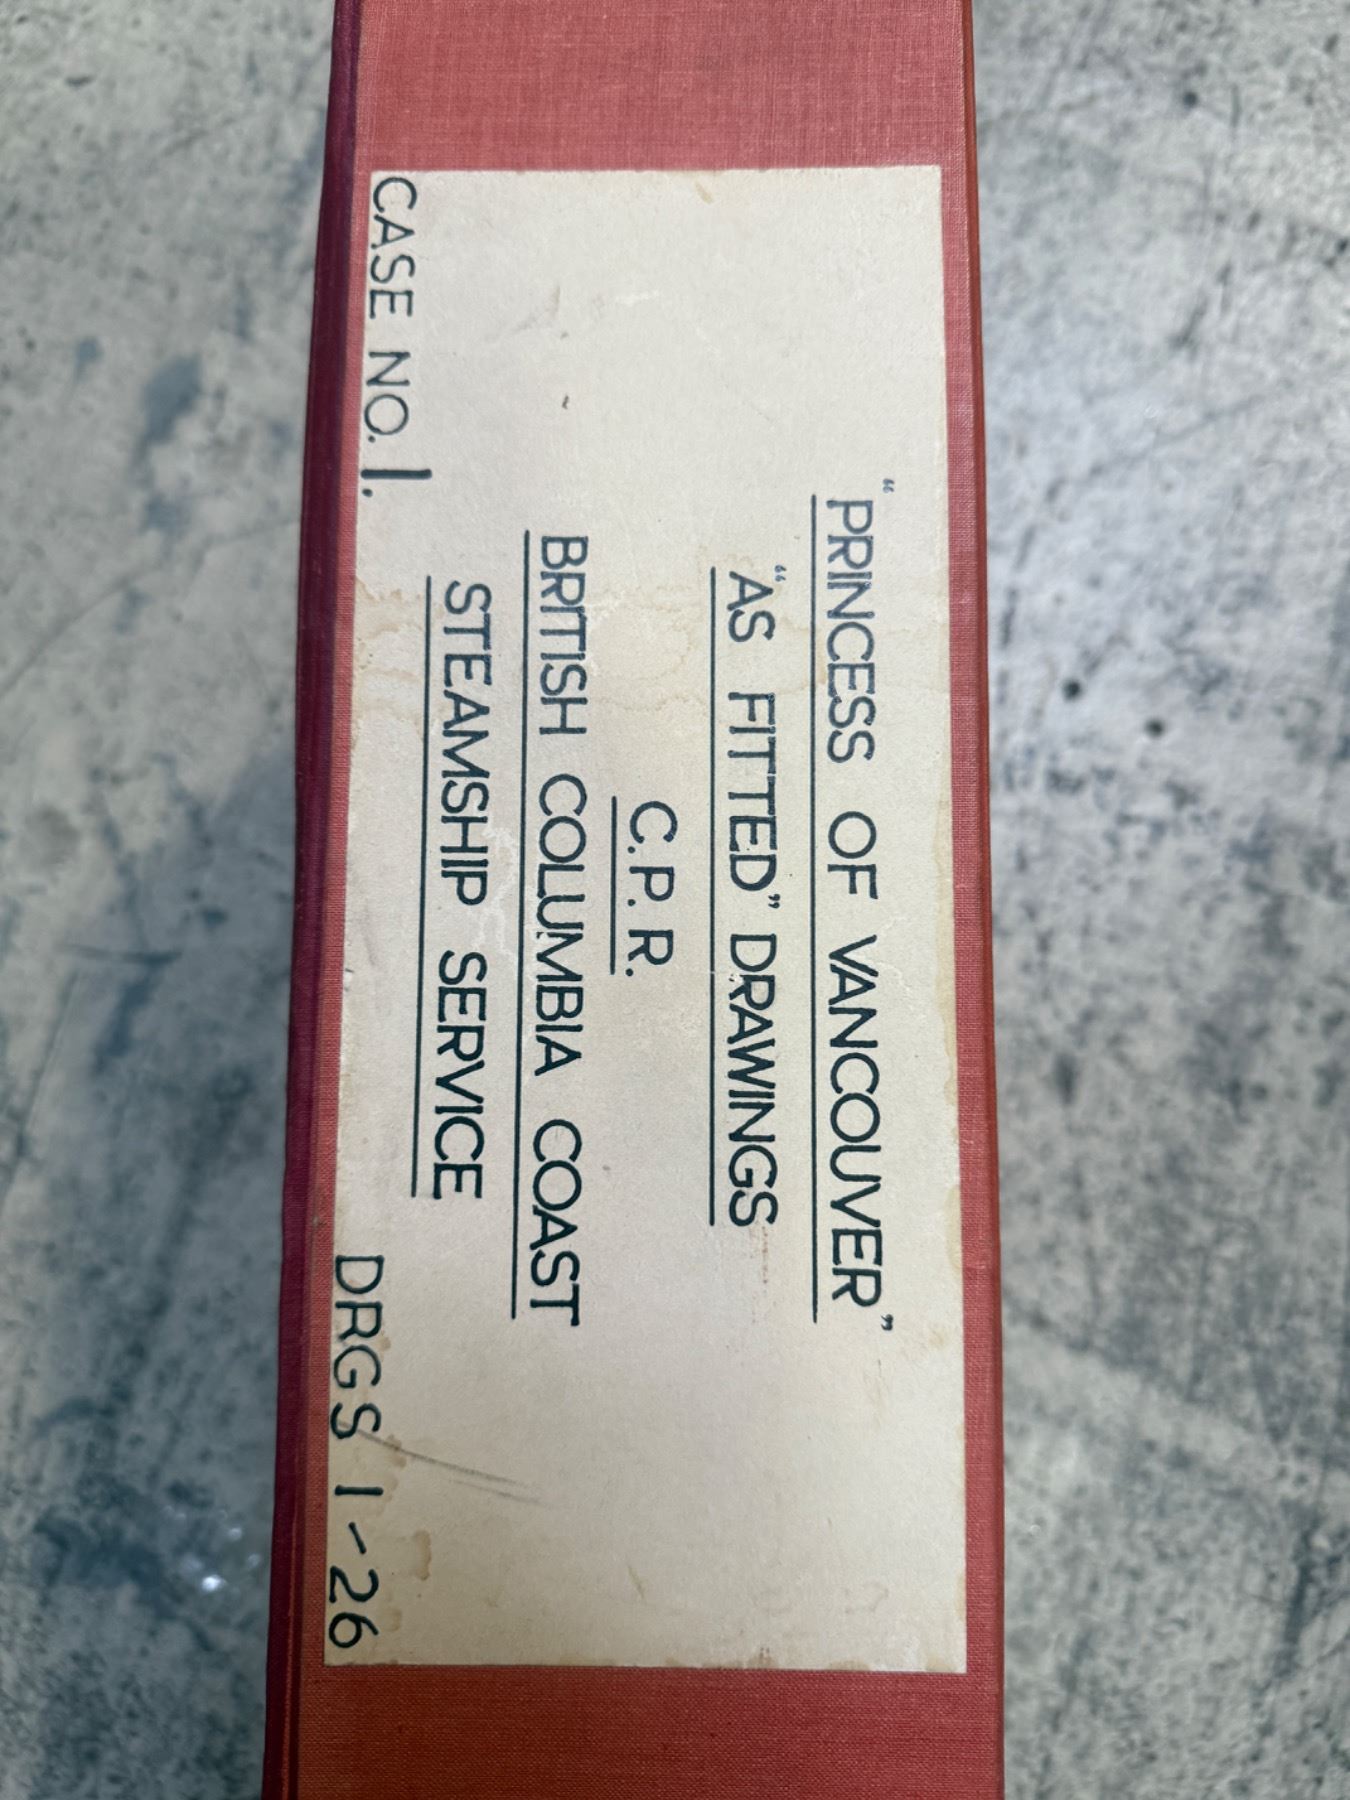 “PRINCESS OF VANCOUVER”
“AS FITTED” DRAWINGS
C.P.R.
BRITISH COLUMBIA COAST
STEAMSHIP SERVICE
CASE NO. 1.
DRGS 1-26